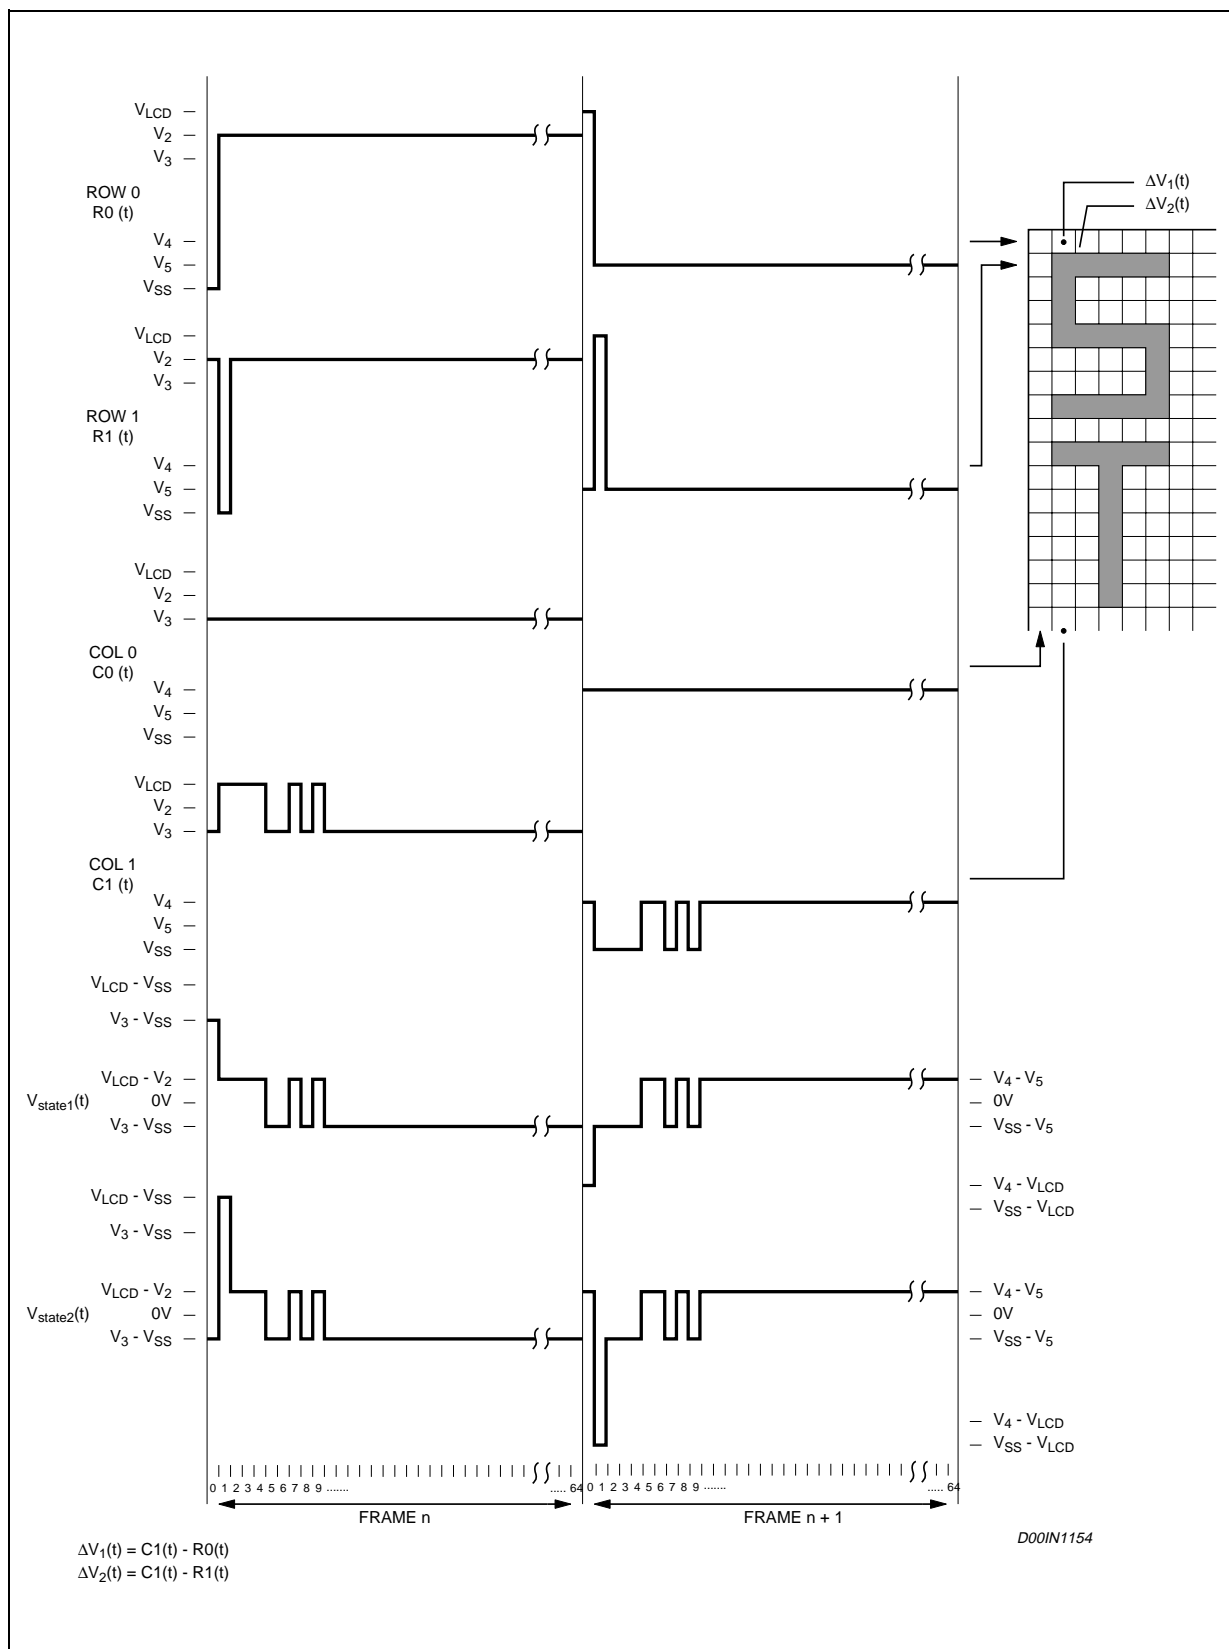 V_LCD
V_2
V_3
ROW 0
R0 (t)
V_4
V_5
V_SS
ΔV_1(t)
ΔV_2(t)
V_LCD
V_2
V_3
ROW 1
R1 (t)
V_4
V_5
V_SS
V_LCD
V_2
V_3
COL 0
C0 (t)
V_4
V_5
V_SS
V_LCD
V_2
V_3
COL 1
C1 (t)
V_4
V_5
V_SS
V_LCD - V_SS
V_3 - V_SS
V_LCD - V_2
V_state1(t) 0V
V_3 - V_SS
V_4 - V_5
0V
V_SS - V_5
V_4 - V_LCD
V_SS - V_LCD
V_LCD - V_SS
V_3 - V_SS
V_LCD - V_2
V_state2(t) 0V
V_3 - V_SS
V_4 - V_5
0V
V_SS - V_5
V_4 - V_LCD
V_SS - V_LCD
0 1 2 3 4 5 6 7 8 9 ....... ..... 64 0 1 2 3 4 5 6 7 8 9 ....... ..... 64
FRAME n FRAME n + 1
D00IN1154
ΔV_1(t) = C1(t) - R0(t)
ΔV_2(t) = C1(t) - R1(t)